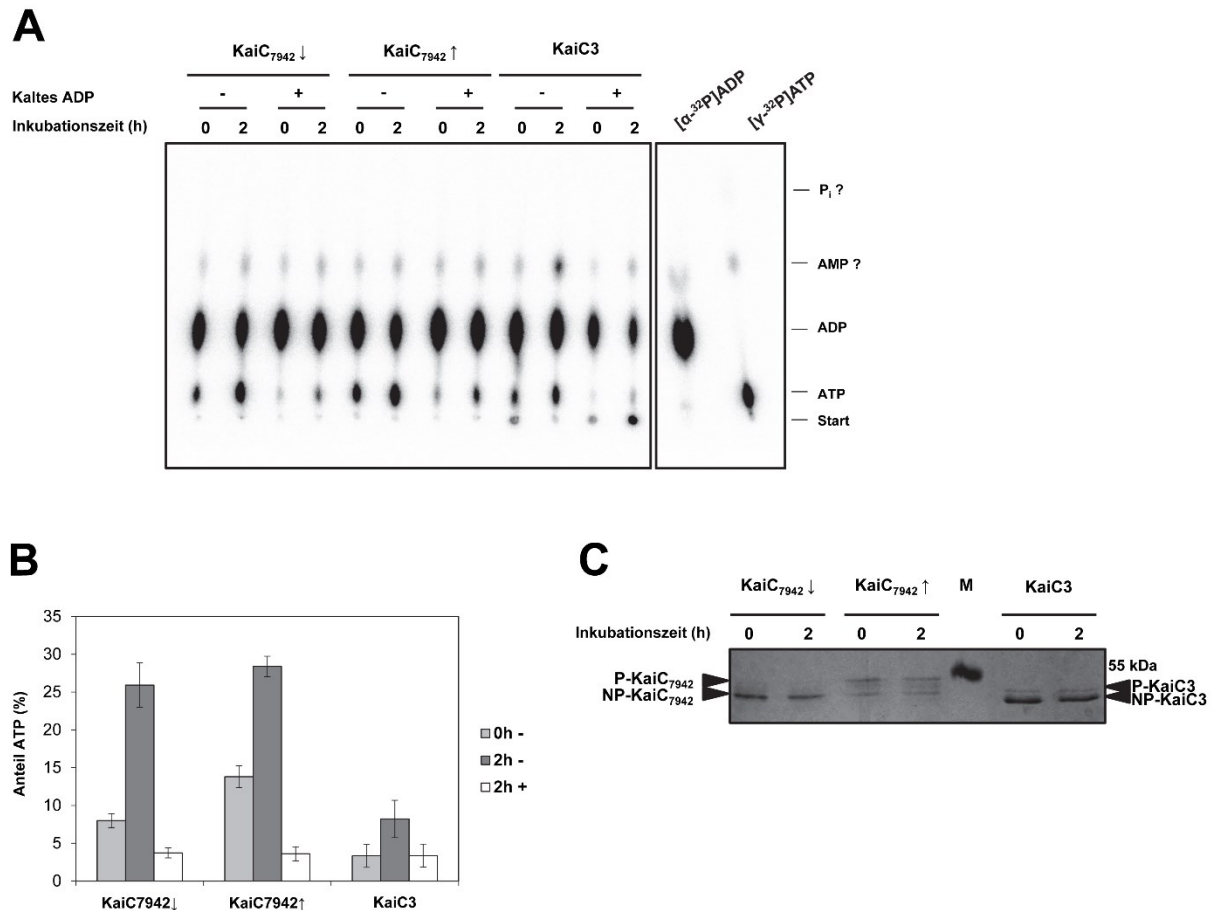 A
KaiC7942↓ KaiC7942↑ KaiC3
Kaltes ADP - + - + - +
Inkubationszeit (h) 0 2 0 2 0 2 0 2 0 2 0 2
[α-32P]ADP [γ-32P]ATP
Pi ?
AMP ?
ADP
ATP
Start
B
35
30
25
20
15
10
5
0
Anteil ATP (%)
KaiC7942↓ KaiC7942↑ KaiC3
0h -
2h -
2h +
C
KaiC7942↓ KaiC7942↑ M KaiC3
Inkubationszeit (h) 0 2 0 2 0 2
55 kDa
P-KaiC7942
NP-KaiC7942
P-KaiC3
NP-KaiC3